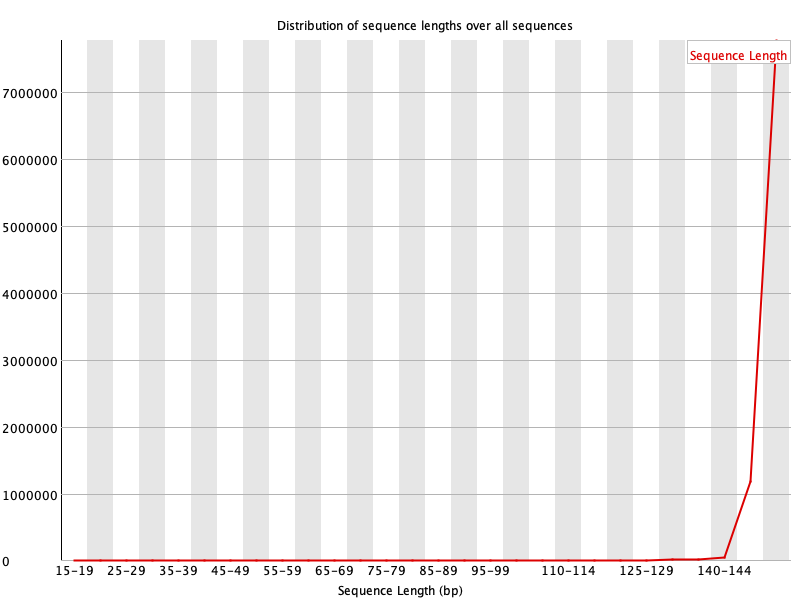 Distribution of sequence lengths over all sequences
Sequence Length
7000000
6000000
5000000
4000000
3000000
2000000
1000000
0
15-19 25-29 35-39 45-49 55-59 65-69 75-79 85-89 95-99 110-114 125-129 140-144
Sequence Length (bp)